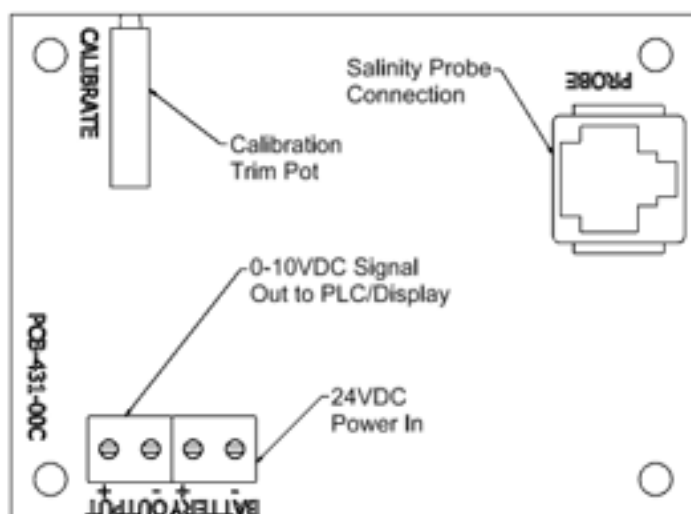 CALIBRATE
Calibration
Trim Pot
Salinity Probe
Connection
PROBE
0-10VDC Signal
Out to PLC/Display
PCB-431-00C
24VDC
Power In
+ - + -
OUTPUT BATTERY